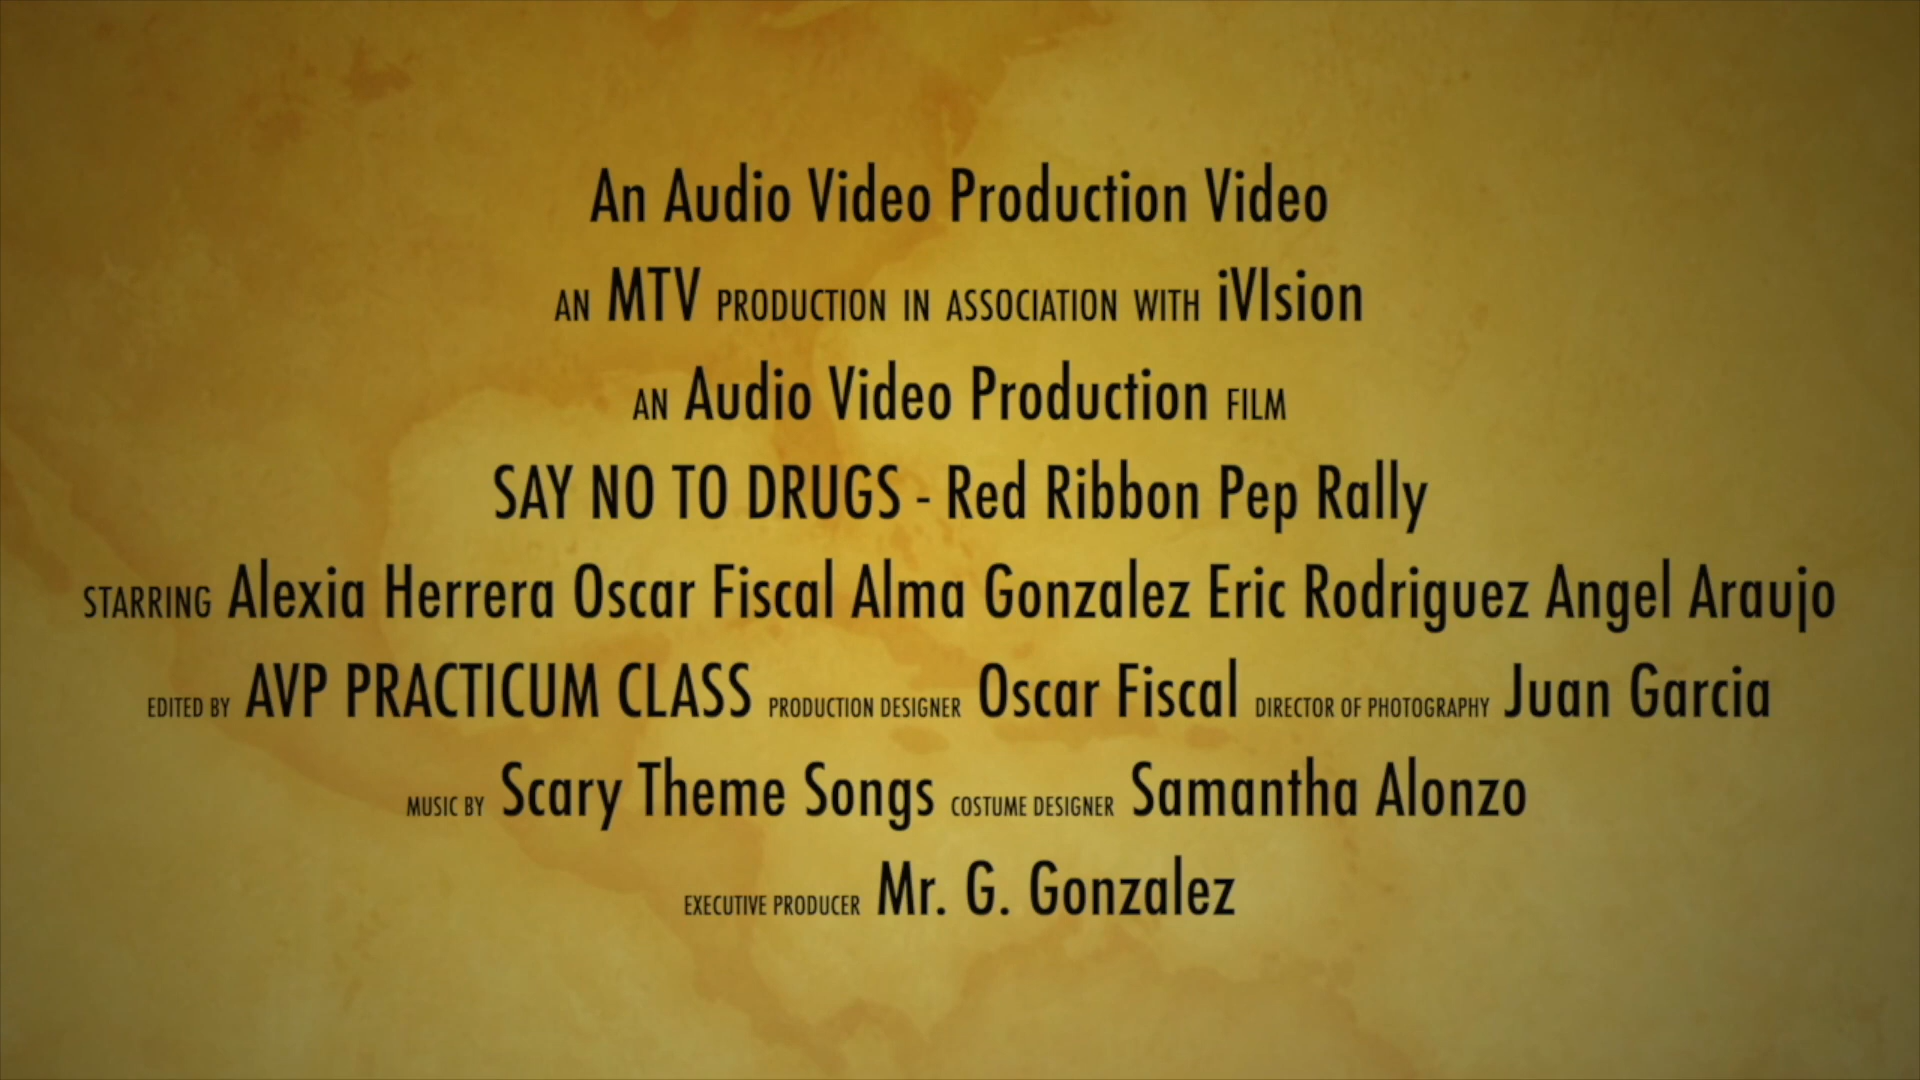 An Audio Video Production Video
AN MTV PRODUCTION IN ASSOCIATION WITH iVIsion
AN Audio Video Production FILM
SAY NO TO DRUGS - Red Ribbon Pep Rally
STARRING Alexia Herrera Oscar Fiscal Alma Gonzalez Eric Rodriguez Angel Araujo
EDITED BY AVP PRACTICUM CLASS PRODUCTION DESIGNER Oscar Fiscal DIRECTOR OF PHOTOGRAPHY Juan Garcia
MUSIC BY Scary Theme Songs COSTUME DESIGNER Samantha Alonzo
EXECUTIVE PRODUCER Mr. G. Gonzalez